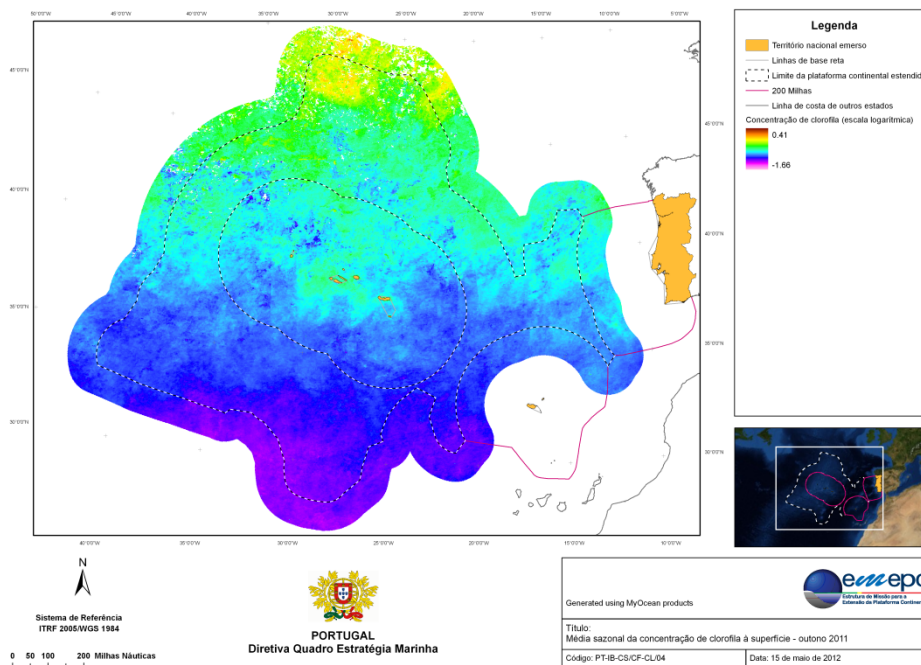 50°0'0"W 45°0'0"W 40°0'0"W 35°0'0"W 30°0'0"W 25°0'0"W 20°0'0"W 15°0'0"W 10°0'0"W 5°0'0"W
45°0'0"N
45°0'0"N
40°0'0"N
40°0'0"N
35°0'0"N
35°0'0"N
30°0'0"N
30°0'0"N
40°0'0"W 35°0'0"W 30°0'0"W 25°0'0"W 20°0'0"W 15°0'0"W 10°0'0"W
Legenda
Território nacional emerso
Linhas de base reta
Limite da plataforma continental estendid
200 Milhas
Linha de costa de outros estados
Concentração de clorofila (escala logarítmica)
0.41
-1.66
N
Sistema de Referência
ITRF 2005/WGS 1984
0 50 100 200 Milhas Náuticas
PORTUGAL
Diretiva Quadro Estratégia Marinha
Generated using MyOcean products
emepc
Estrutura de Missão para a
Extensão da Plataforma Continen
Título:
Média sazonal da concentração de clorofila à superfície - outono 2011
Código: PT-IB-CS/CF-CL/04
Data: 15 de maio de 2012